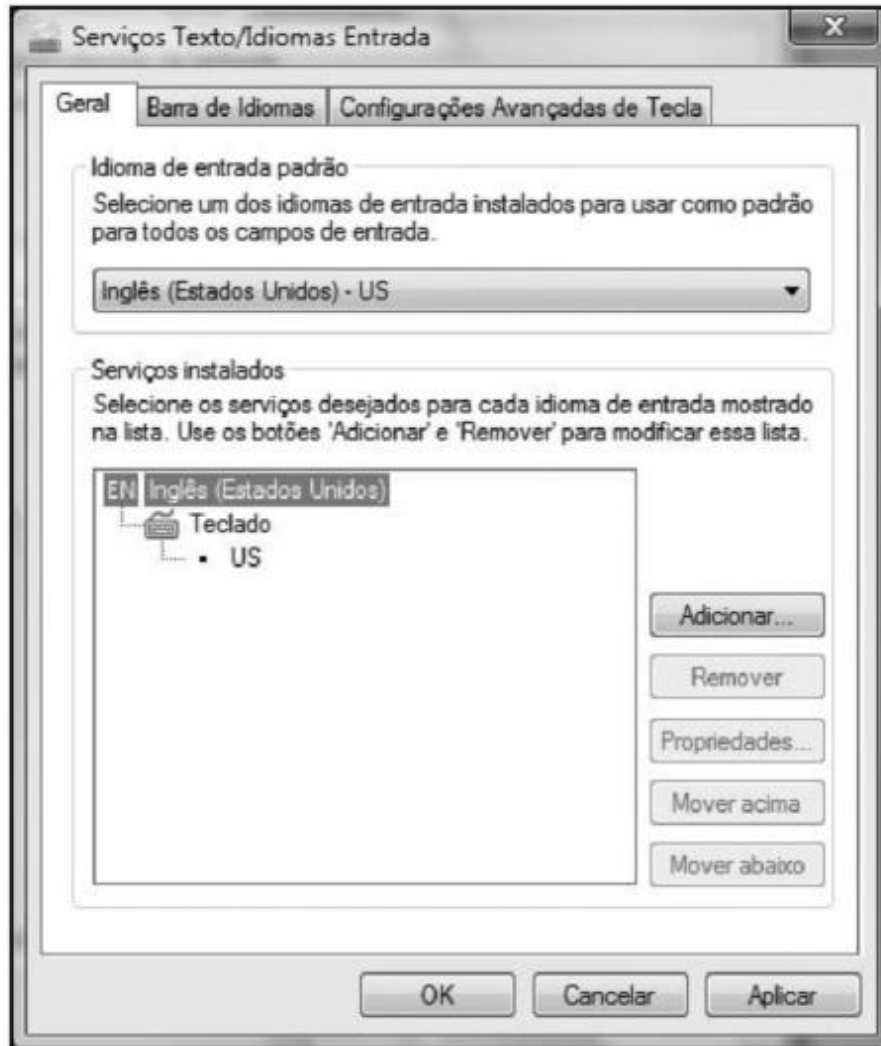 Serviços Texto/Idiomas Entrada
Geral
Barra de Idiomas
Configurações Avançadas de Tecla
Idioma de entrada padrão
Selecione um dos idiomas de entrada instalados para usar como padrão
para todos os campos de entrada.
Inglês (Estados Unidos) - US
Serviços instalados
Selecione os serviços desejados para cada idioma de entrada mostrado
na lista. Use os botões 'Adicionar' e 'Remover' para modificar essa lista.
EN Inglês (Estados Unidos)
Teclado
US
Adicionar...
Remover
Propriedades...
Mover acima
Mover abaixo
OK
Cancelar
Aplicar